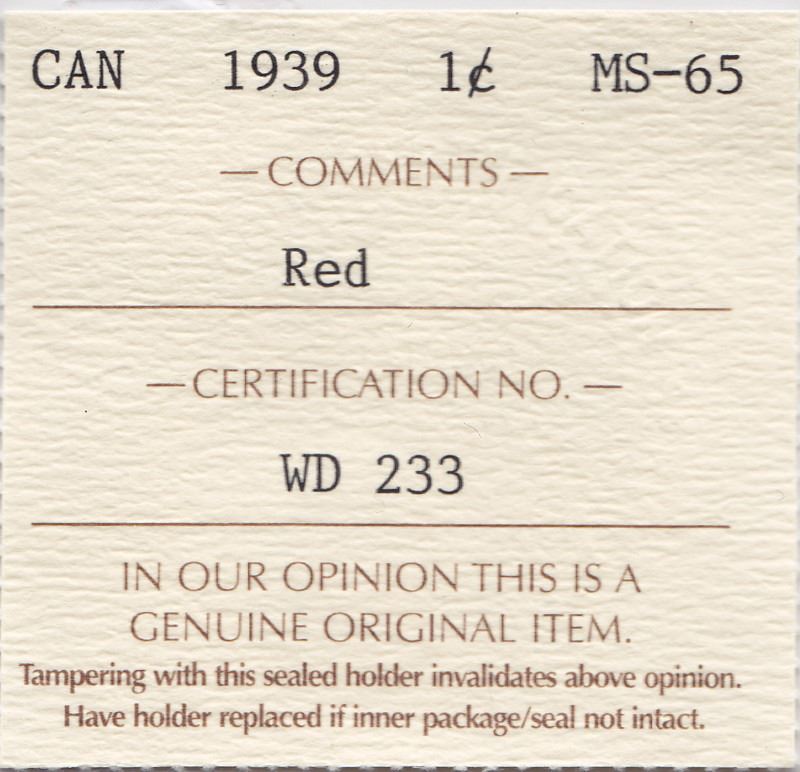 CAN 1939 1¢ MS-65
— COMMENTS —
Red
— CERTIFICATION NO. —
WD 233
IN OUR OPINION THIS IS A
GENUINE ORIGINAL ITEM.
Tampering with this sealed holder invalidates above opinion.
Have holder replaced if inner package/seal not intact.